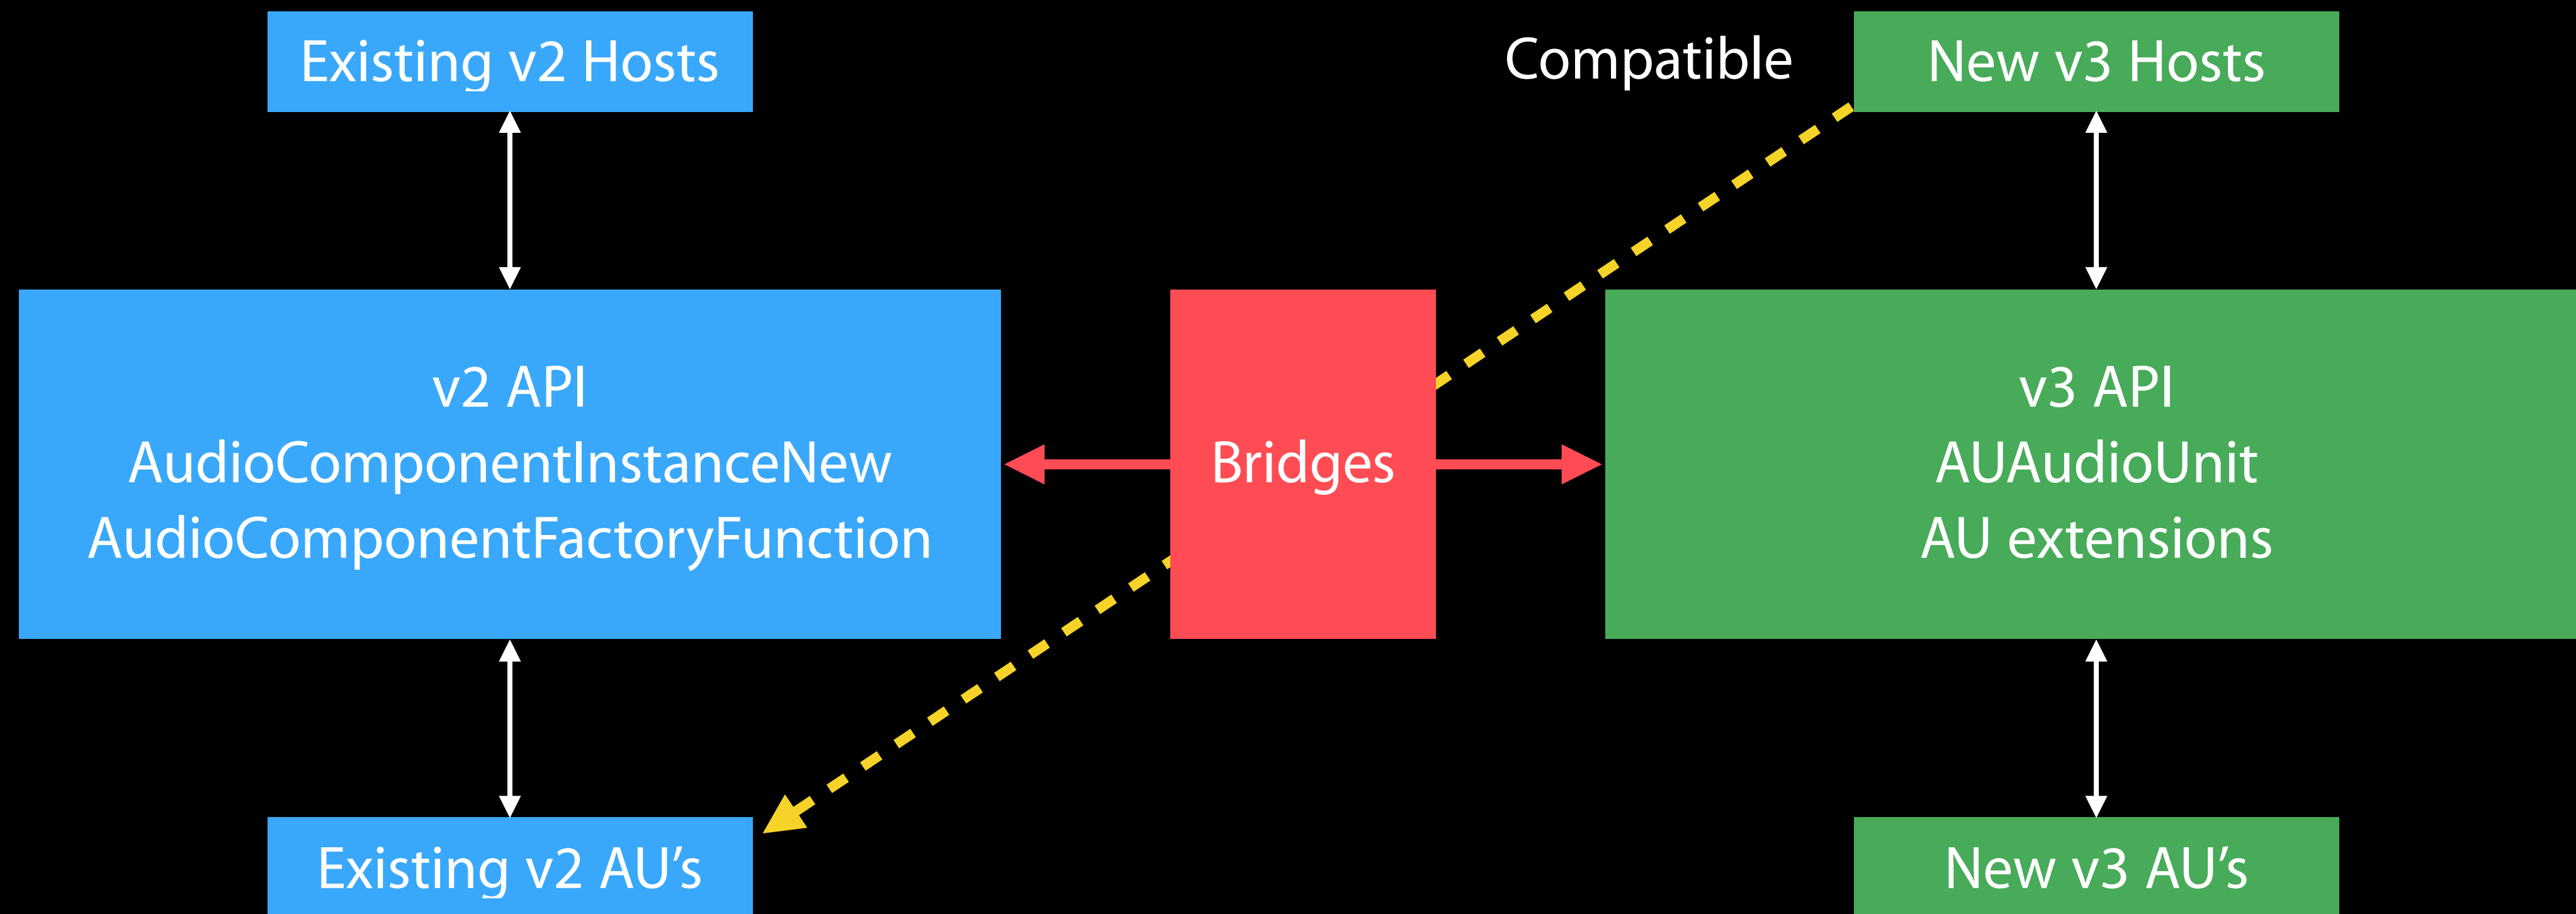 Existing v2 Hosts
Compatible
New v3 Hosts
v2 API
AudioComponentInstanceNew
AudioComponentFactoryFunction
Bridges
v3 API
AUAudioUnit
AU extensions
Existing v2 AU’s
New v3 AU’s